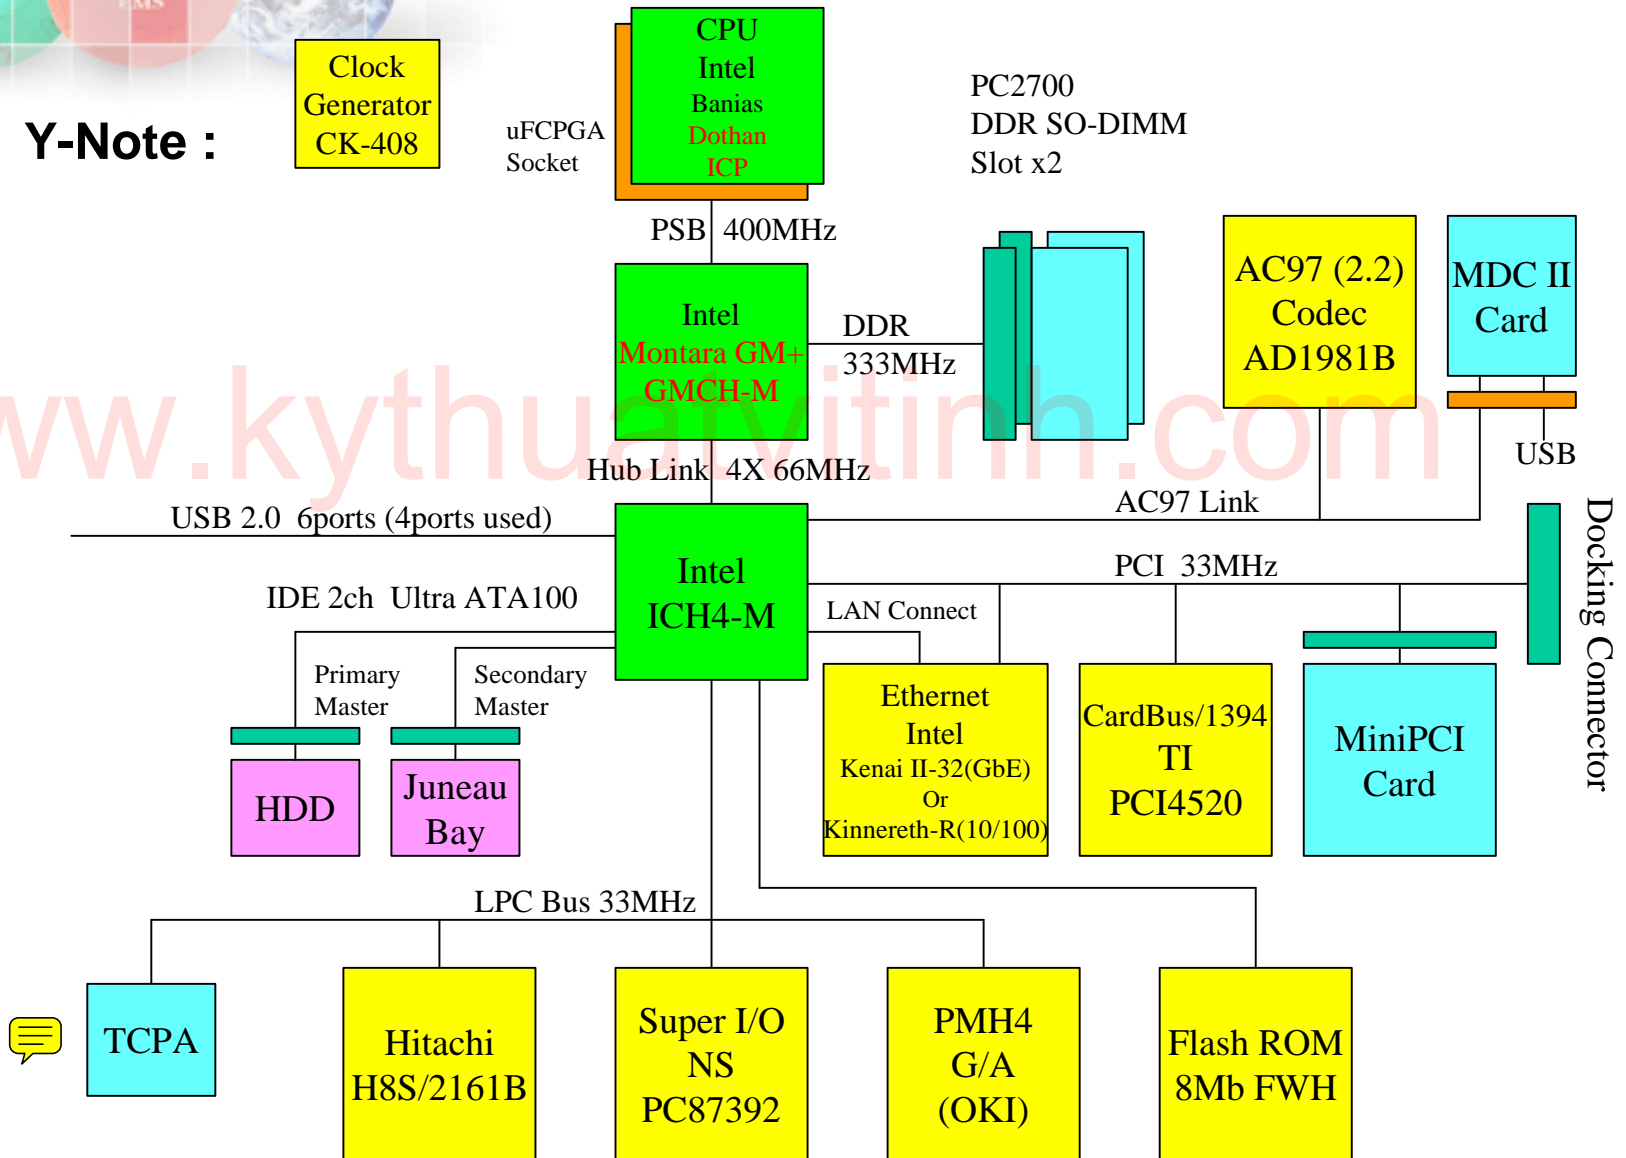 EMS
Y-Note :
Clock
Generator
CK-408
uFCPGA
Socket
CPU
Intel
Banias
Dothan
ICP
PC2700
DDR SO-DIMM
Slot x2
PSB 400MHz
Intel
Montara GM+
GMCH-M
DDR
333MHz
AC97 (2.2)
Codec
AD1981B
MDC II
Card
USB
www.kythuatvitinh.com
Hub Link 4X 66MHz
USB 2.0 6ports (4ports used)
AC97 Link
Intel
ICH4-M
PCI 33MHz
Docking Connector
IDE 2ch Ultra ATA100
LAN Connect
Primary
Master
Secondary
Master
HDD
Juneau
Bay
Ethernet
Intel
Kenai II-32(GbE)
Or
Kinnereth-R(10/100)
CardBus/1394
TI
PCI4520
MiniPCI
Card
LPC Bus 33MHz
TCPA
Hitachi
H8S/2161B
Super I/O
NS
PC87392
PMH4
G/A
(OKI)
Flash ROM
8Mb FWH